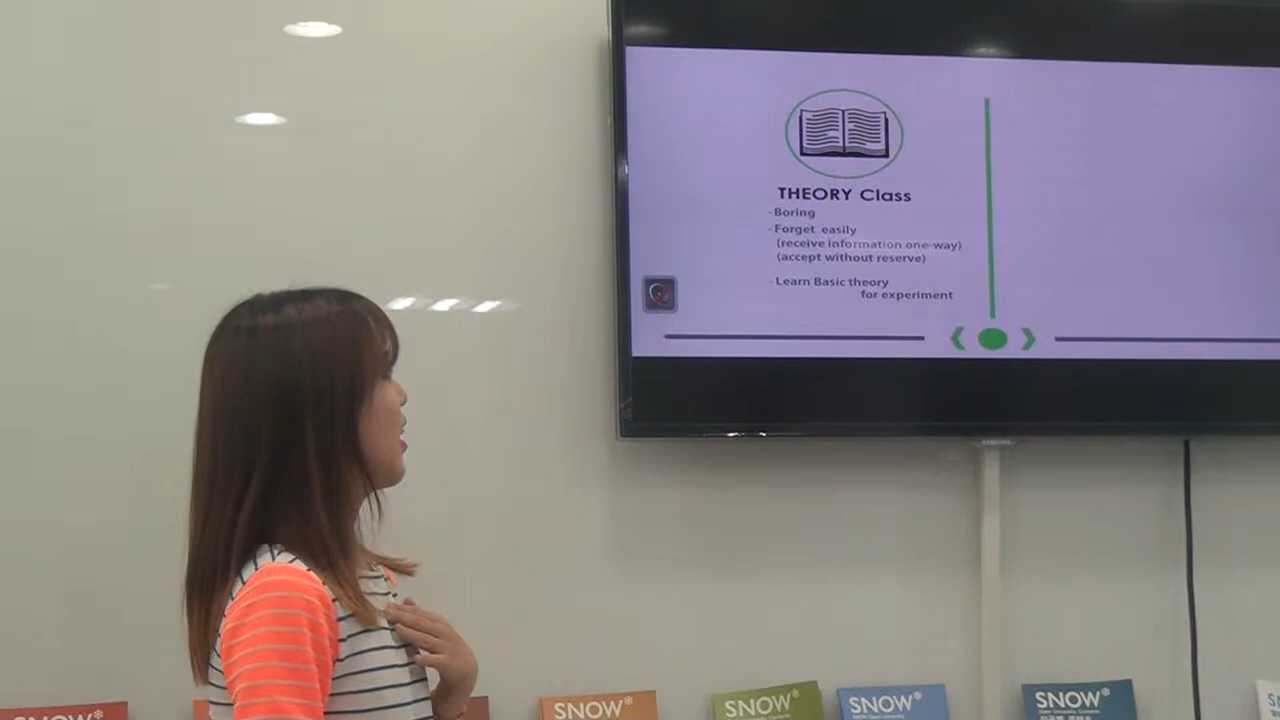 THEORY Class
- Boring
- Forget easily
(receive information one-way)
(accept without reserve)
- Learn Basic theory
for experiment
SNOW®
SNOW®
SNOW®
SNOW®
SNOW®